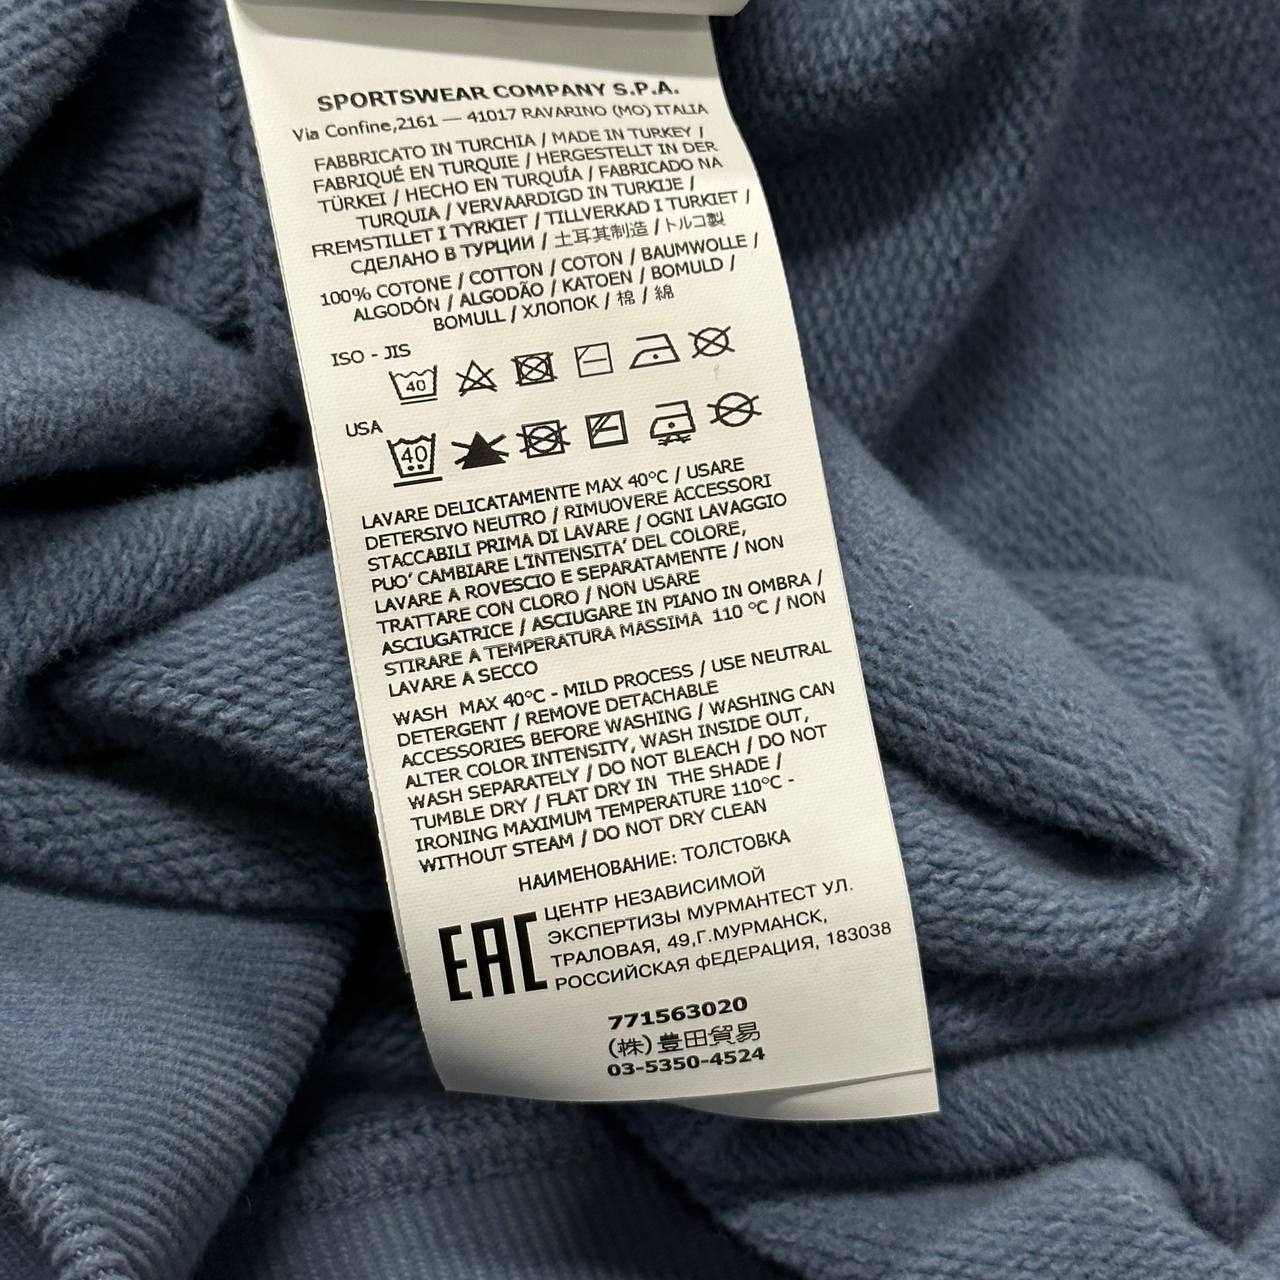 SPORTSWEAR COMPANY S.P.A.
Via Confine,2161 — 41017 RAVARINO (MO) ITALIA
FABBRICATO IN TURCHIA / MADE IN TURKEY /
FABRIQUÉ EN TURQUIE / HERGESTELLT IN DER
TÜRKEI / HECHO EN TURQUÍA / FABRICADO NA
TURQUIA / VERVAARDIGD IN TURKIJE /
FREMSTILLET I TYRKIET / TILLVERKAD I TURKIET /
СДЕЛАНО В ТУРЦИИ / 土耳其制造 / トルコ製
100% COTONE / COTTON / COTON / BAUMWOLLE /
ALGODÓN / ALGODÃO / KATOEN / BOMULD /
BOMULL / ХЛОПОК / 棉 / 綿
ISO - JIS
40
USA
40
LAVARE DELICATAMENTE MAX 40°C / USARE
DETERSIVO NEUTRO / RIMUOVERE ACCESSORI
STACCABILI PRIMA DI LAVARE / OGNI LAVAGGIO
PUO' CAMBIARE L'INTENSITA' DEL COLORE,
LAVARE A ROVESCIO E SEPARATAMENTE / NON
TRATTARE CON CLORO / NON USARE
ASCIUGATRICE / ASCIUGARE IN PIANO IN OMBRA /
STIRARE A TEMPERATURA MASSIMA 110 °C / NON
LAVARE A SECCO
WASH MAX 40°C - MILD PROCESS / USE NEUTRAL
DETERGENT / REMOVE DETACHABLE
ACCESSORIES BEFORE WASHING / WASHING CAN
ALTER COLOR INTENSITY, WASH INSIDE OUT,
WASH SEPARATELY / DO NOT BLEACH / DO NOT
TUMBLE DRY / FLAT DRY IN THE SHADE /
IRONING MAXIMUM TEMPERATURE 110°C -
WITHOUT STEAM / DO NOT DRY CLEAN
НАИМЕНОВАНИЕ: ТОЛСТОВКА
EAC
ЦЕНТР НЕЗАВИСИМОЙ
ЭКСПЕРТИЗЫ МУРМАНТЕСТ УЛ.
ТРАЛОВАЯ, 49,Г.МУРМАНСК,
РОССИЙСКАЯ ФЕДЕРАЦИЯ, 183038
771563020
(株)豊田貿易
03-5350-4524